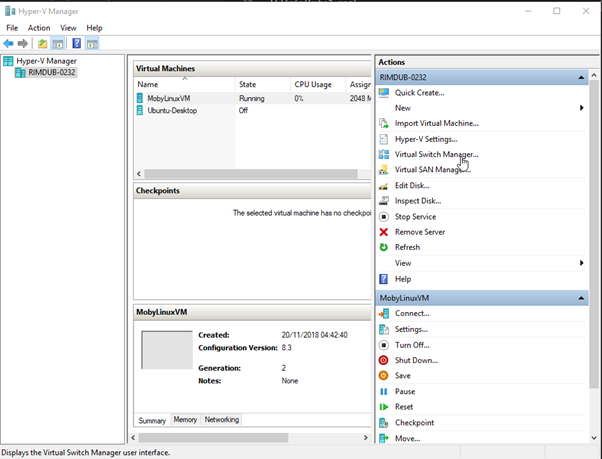 Hyper-V Manager
File Action View Help
Hyper-V Manager
RIMDUB-0232
Virtual Machines
Name State CPU Usage Assign
MobyLinuxVM Running 0% 2048 M
Ubuntu-Desktop Off
Checkpoints
The selected virtual machine has no checkpoi
MobyLinuxVM
Created: 20/11/2018 04:42:40
Configuration Version: 8.3
Generation: 2
Notes: None
Summary Memory Networking
Actions
RIMDUB-0232
Quick Create...
New
Import Virtual Machine...
Hyper-V Settings...
Virtual Switch Manager...
Virtual SAN Manager...
Edit Disk...
Inspect Disk...
Stop Service
Remove Server
Refresh
View
Help
MobyLinuxVM
Connect...
Settings...
Turn Off...
Shut Down...
Save
Pause
Reset
Checkpoint
Move...
Displays the Virtual Switch Manager user interface.